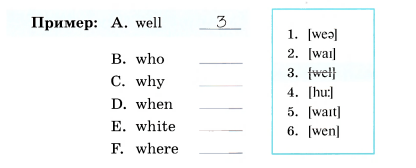 Пример: A. well 3
B. who
C. why
D. when
E. white
F. where
1. [weə]
2. [waɪ]
3. [wel]
4. [hu:]
5. [waɪt]
6. [wen]